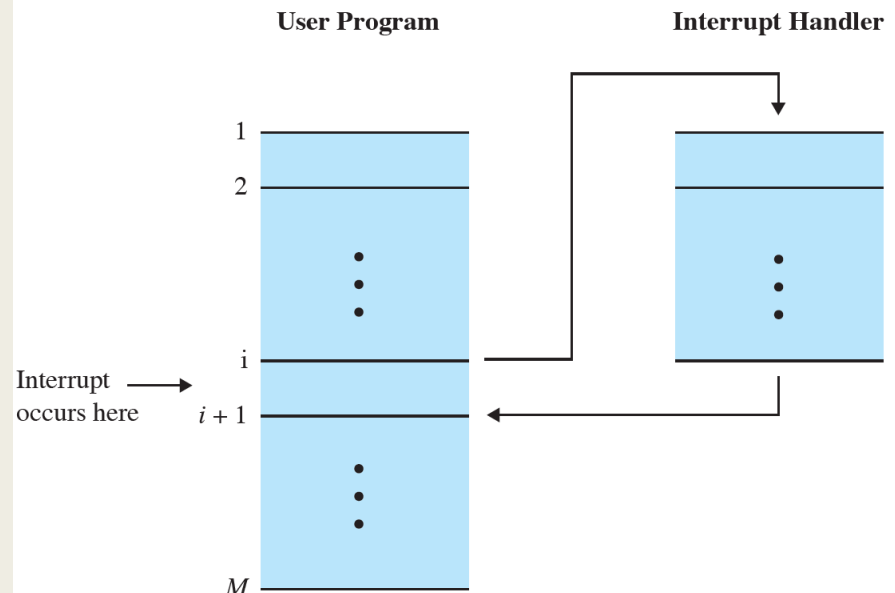 User Program
Interrupt Handler
1
2
i
Interrupt
occurs here
i + 1
M